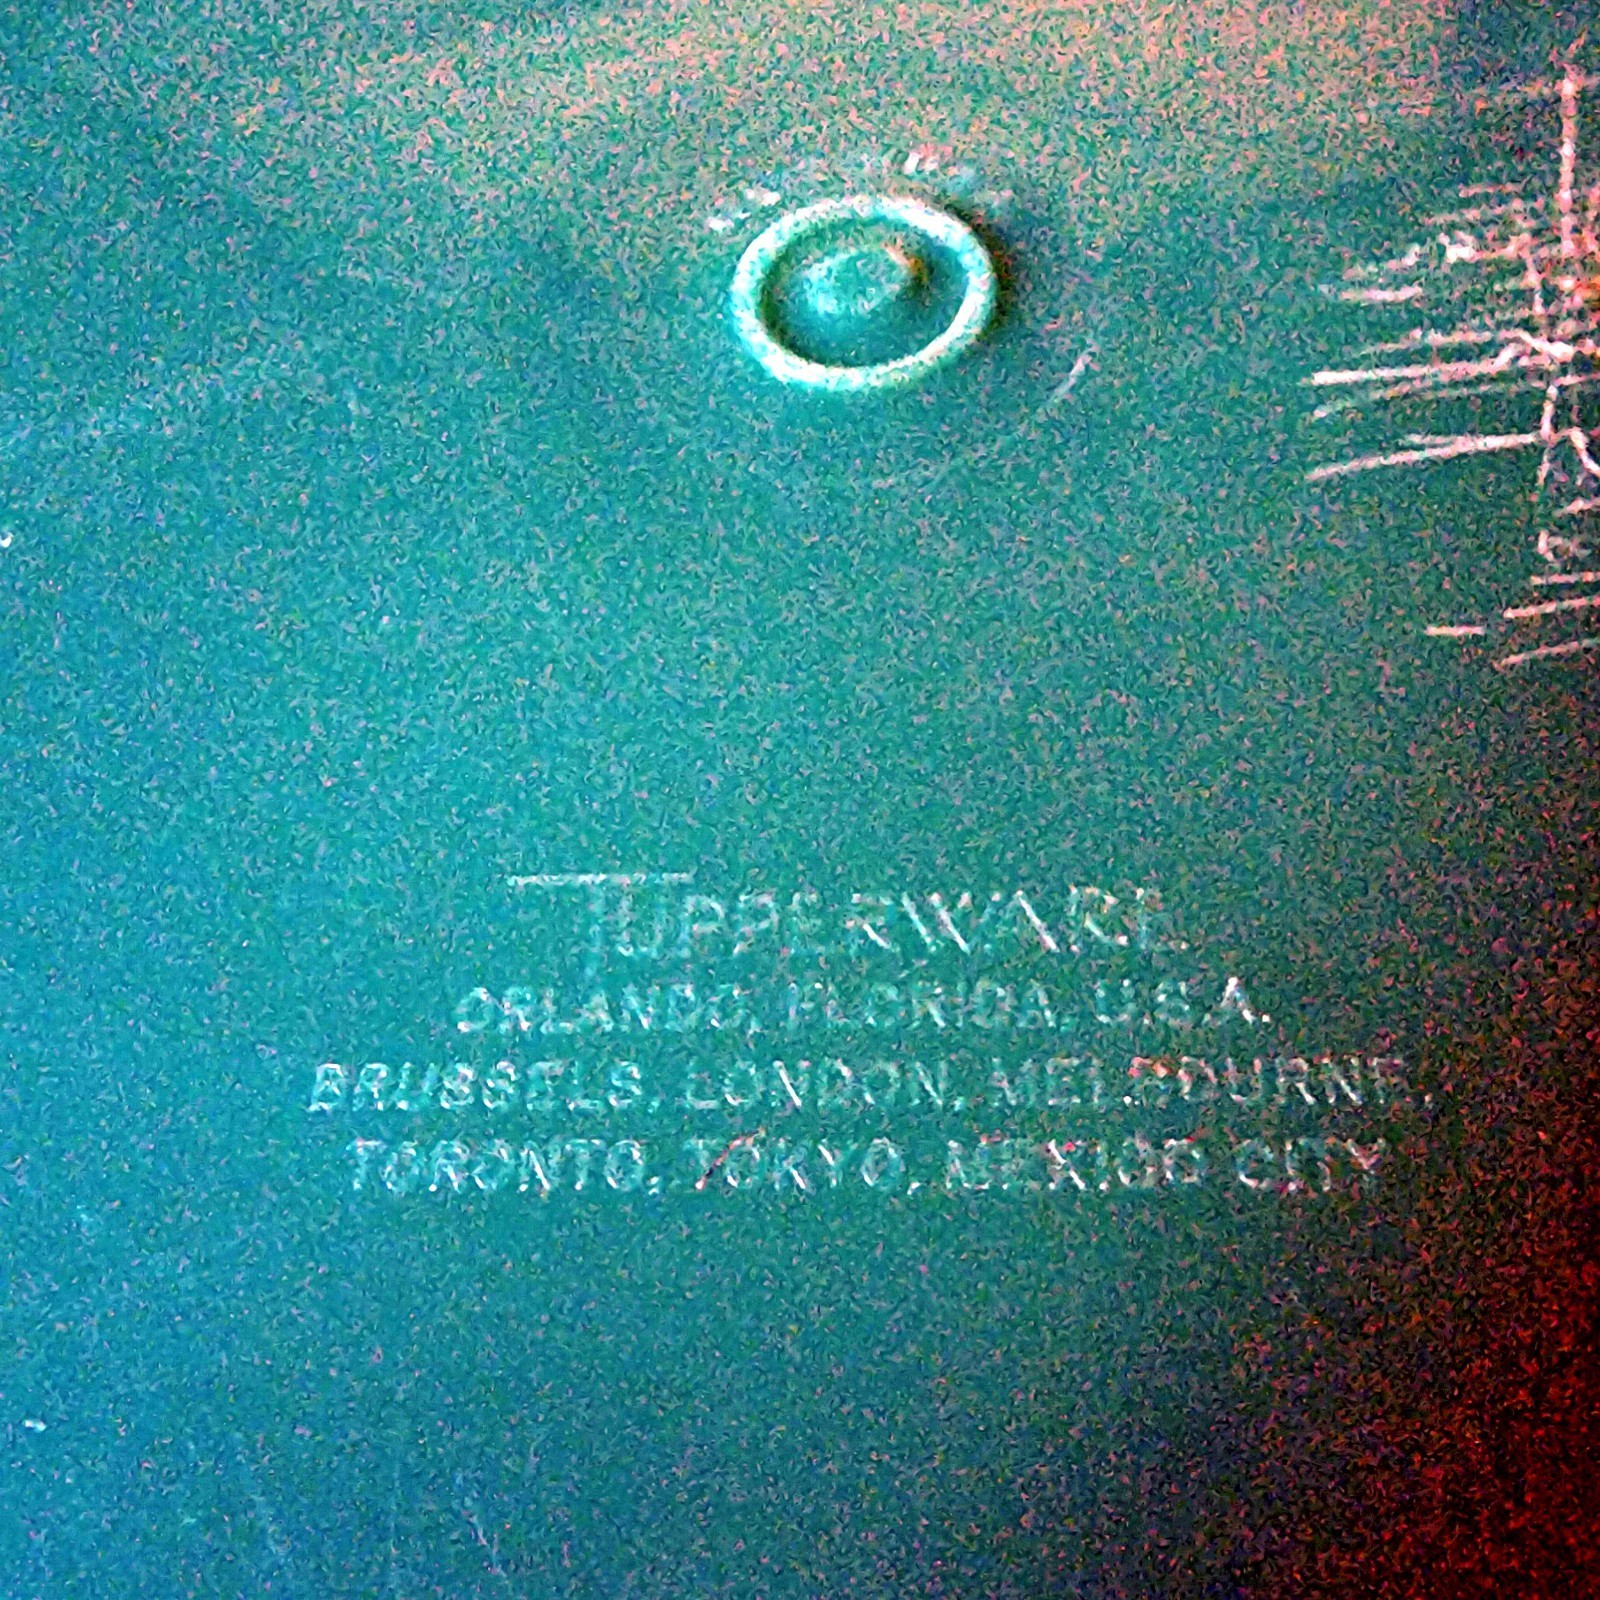 TUPPERWARE
ORLANDO, FLORIDA, U.S.A.
BRUSSELS, LONDON, MELBOURNE,
TORONTO, TOKYO, MEXICO CITY